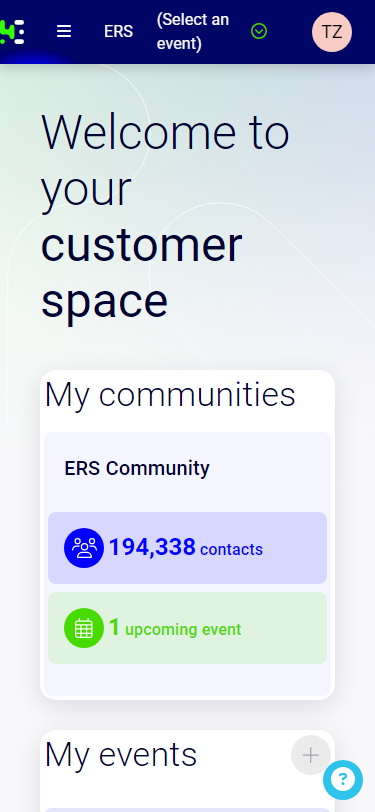 ERS
(Select an
event)
TZ
Welcome to
your
customer
space
My communities
ERS Community
194,338 contacts
1 upcoming event
My events
+
?